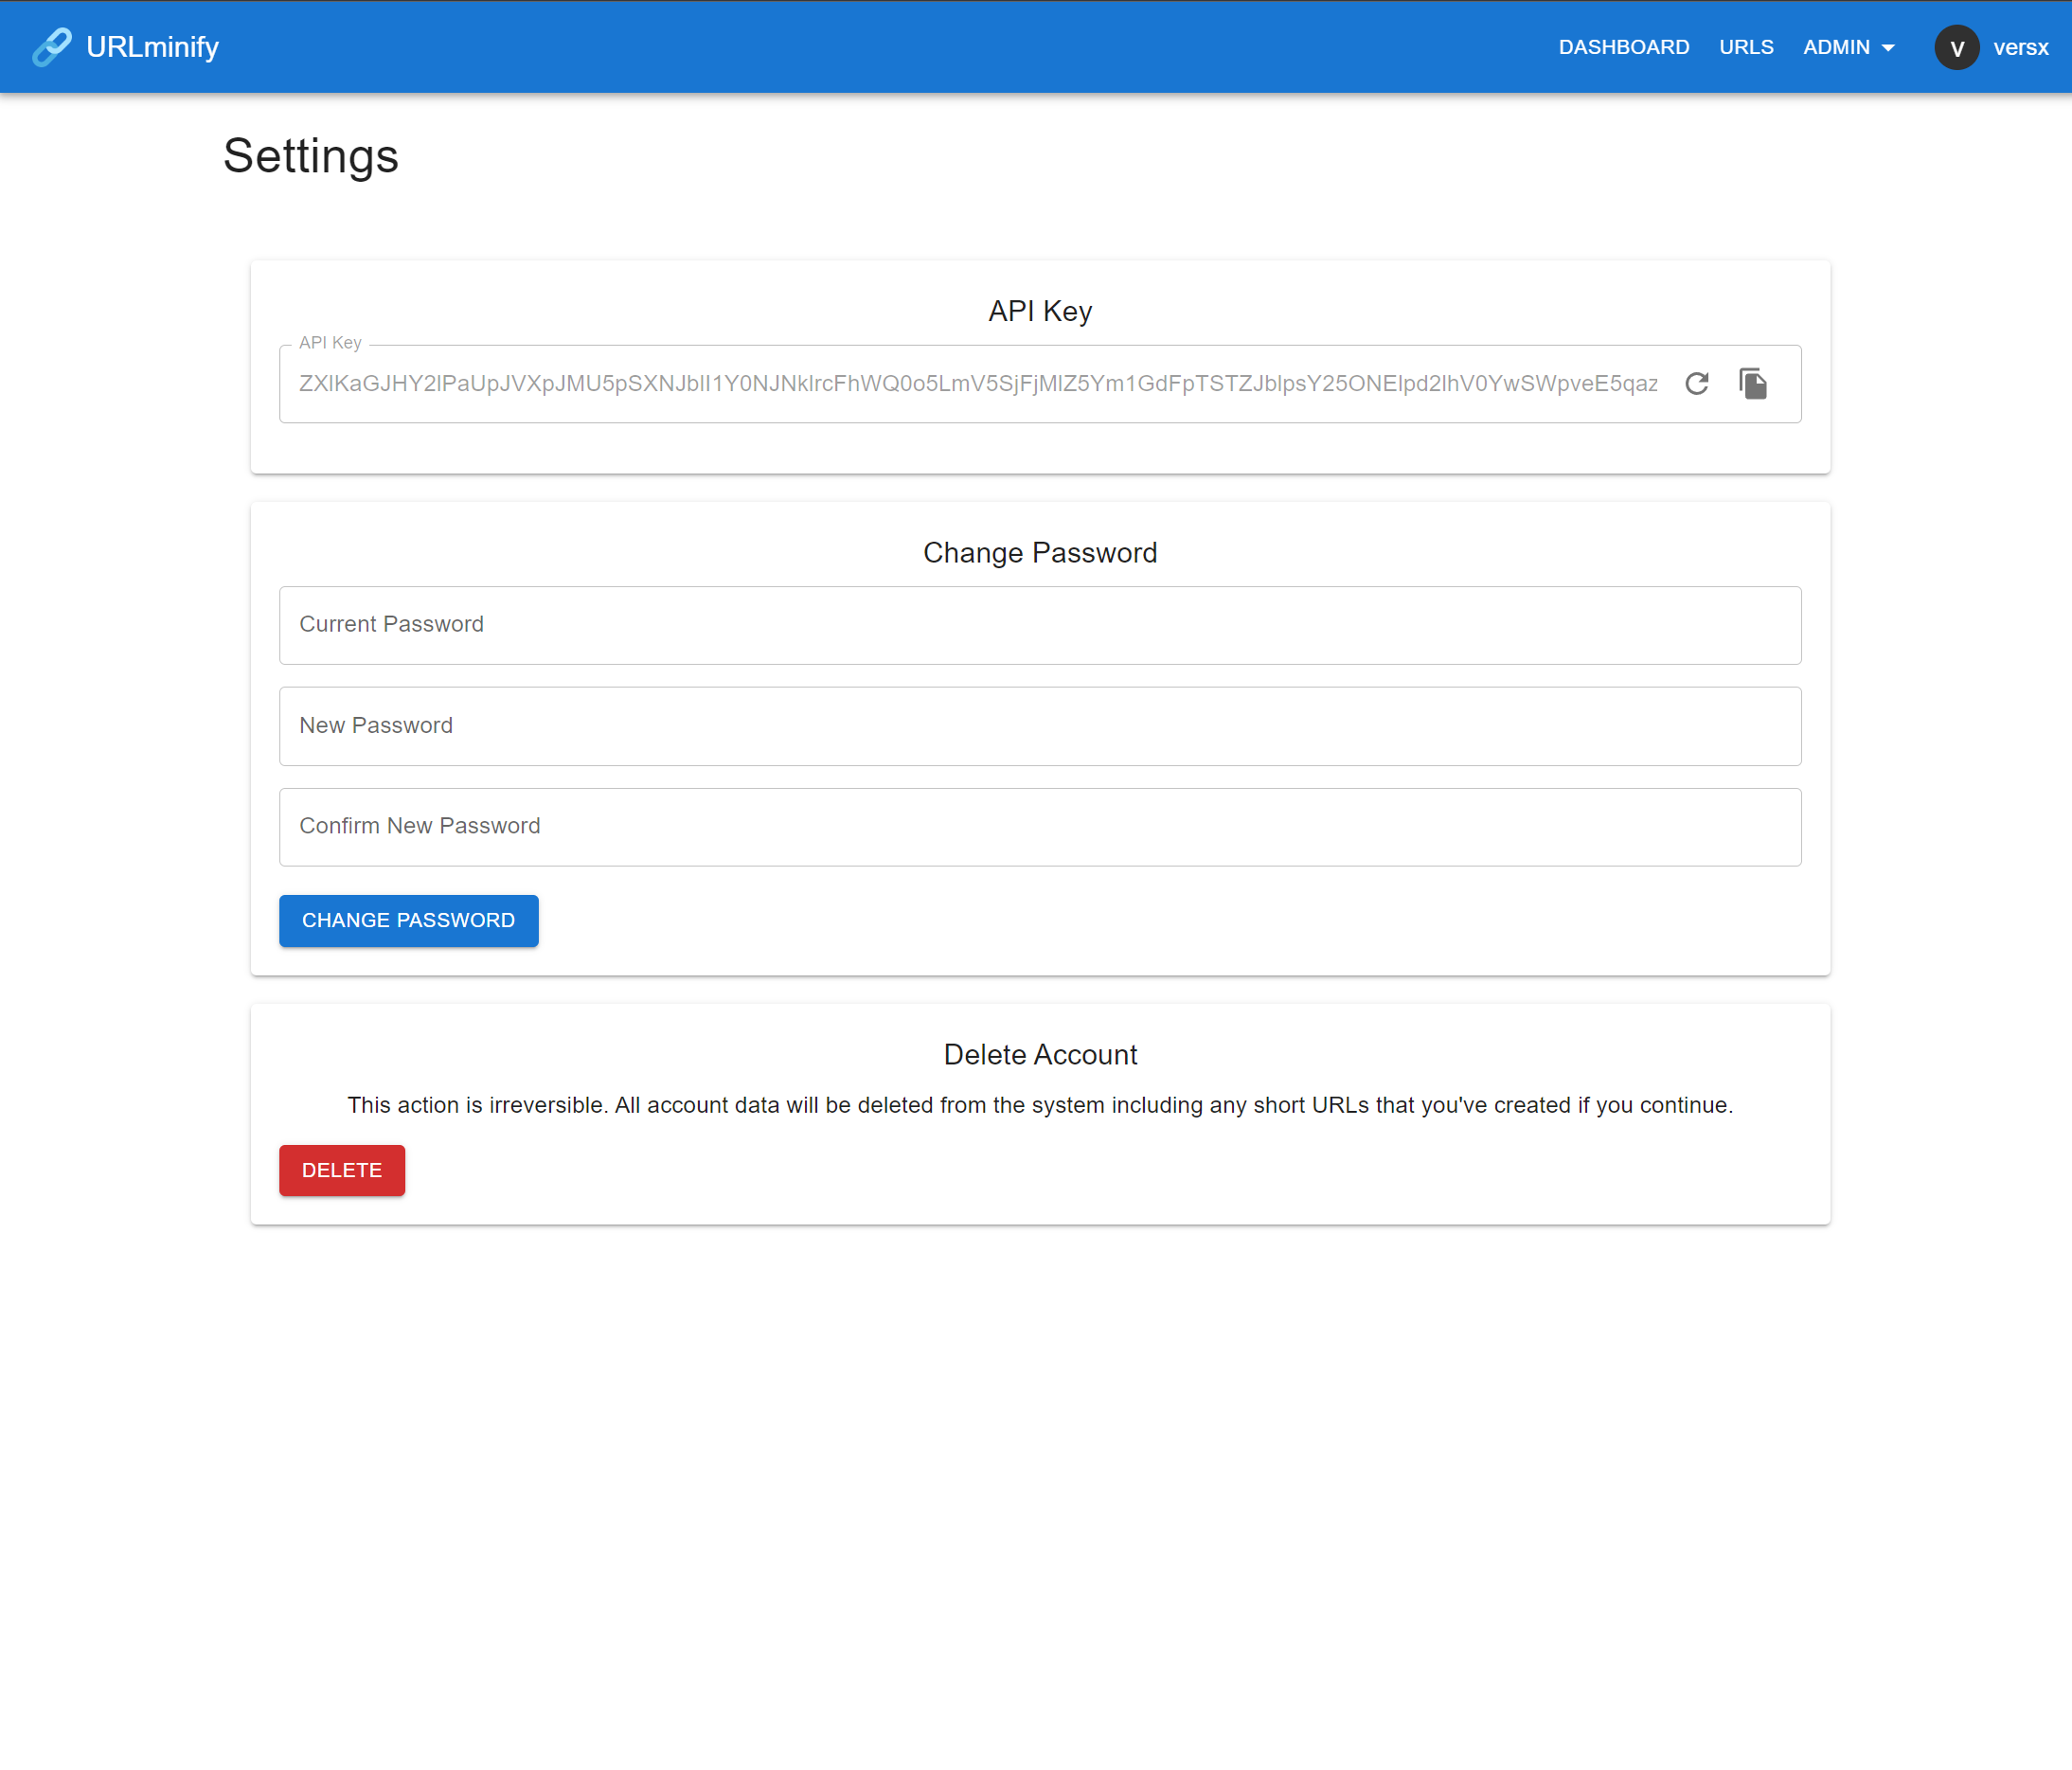 URLminify
DASHBOARD URLS ADMIN V versx
Settings
API Key
API Key
Change Password
Current Password
New Password
Confirm New Password
CHANGE PASSWORD
Delete Account
This action is irreversible. All account data will be deleted from the system including any short URLs that you've created if you continue.
DELETE